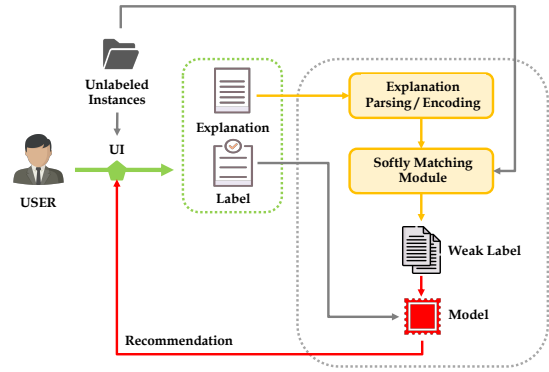 Unlabeled
Instances
UI
USER
Explanation
Label
Explanation
Parsing / Encoding
Softly Matching
Module
Weak Label
Model
Recommendation